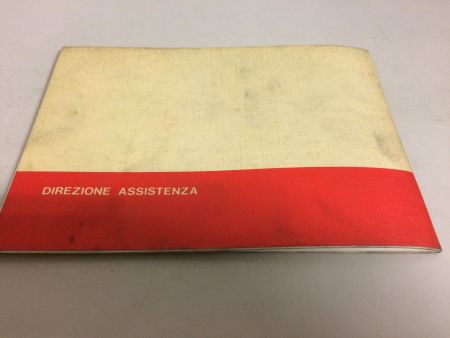 DIREZIONE ASSISTENZA